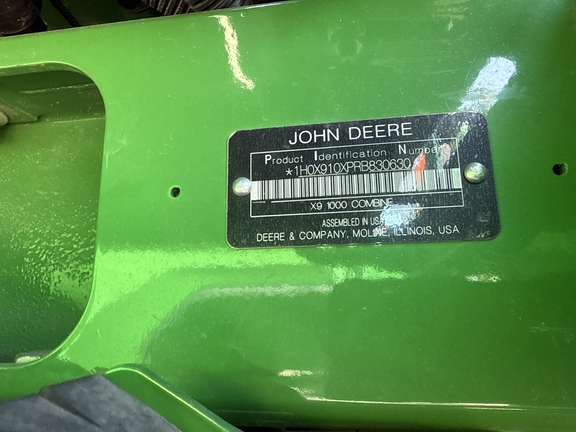 JOHN DEERE
Product Identification Number
*1H0X910XPRB830630
X9 1000 COMBINE
ASSEMBLED IN USA
DEERE & COMPANY, MOLINE, ILLINOIS, USA